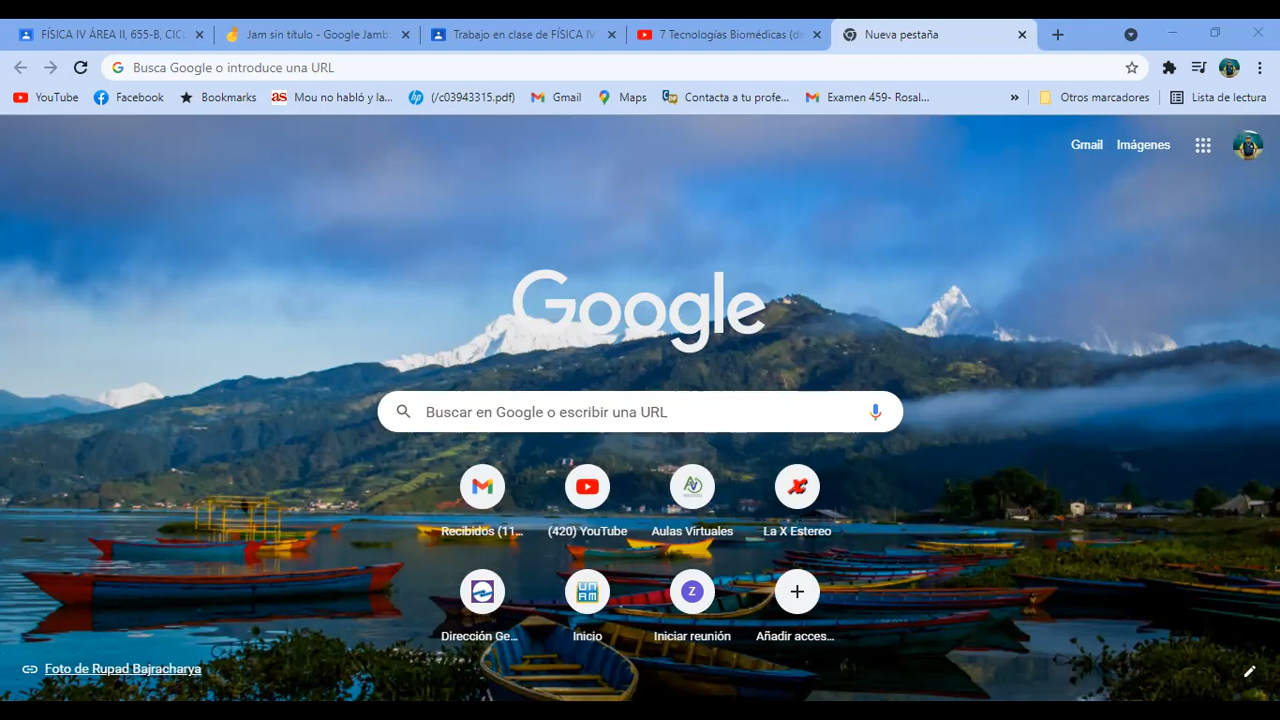 FÍSICA IV ÁREA II, 655-B, CICL
Jam sin título - Google Jamb
Trabajo en clase de FÍSICA IV
7 Tecnologías Biomédicas (de
Nueva pestaña
Busca Google o introduce una URL
YouTube
Facebook
Bookmarks
as
Mou no habló y la...
hp
(/c03943315.pdf)
Gmail
Maps
Contacta a tu profe...
Examen 459- Rosal...
»
Otros marcadores
Lista de lectura
Gmail
Imágenes
Google
Buscar en Google o escribir una URL
Recibidos (11...
(420) YouTube
Aulas Virtuales
La X Estereo
UNAM
Z
Dirección Ge...
Inicio
Iniciar reunión
Añadir acces...
Foto de Rupad Bajracharya